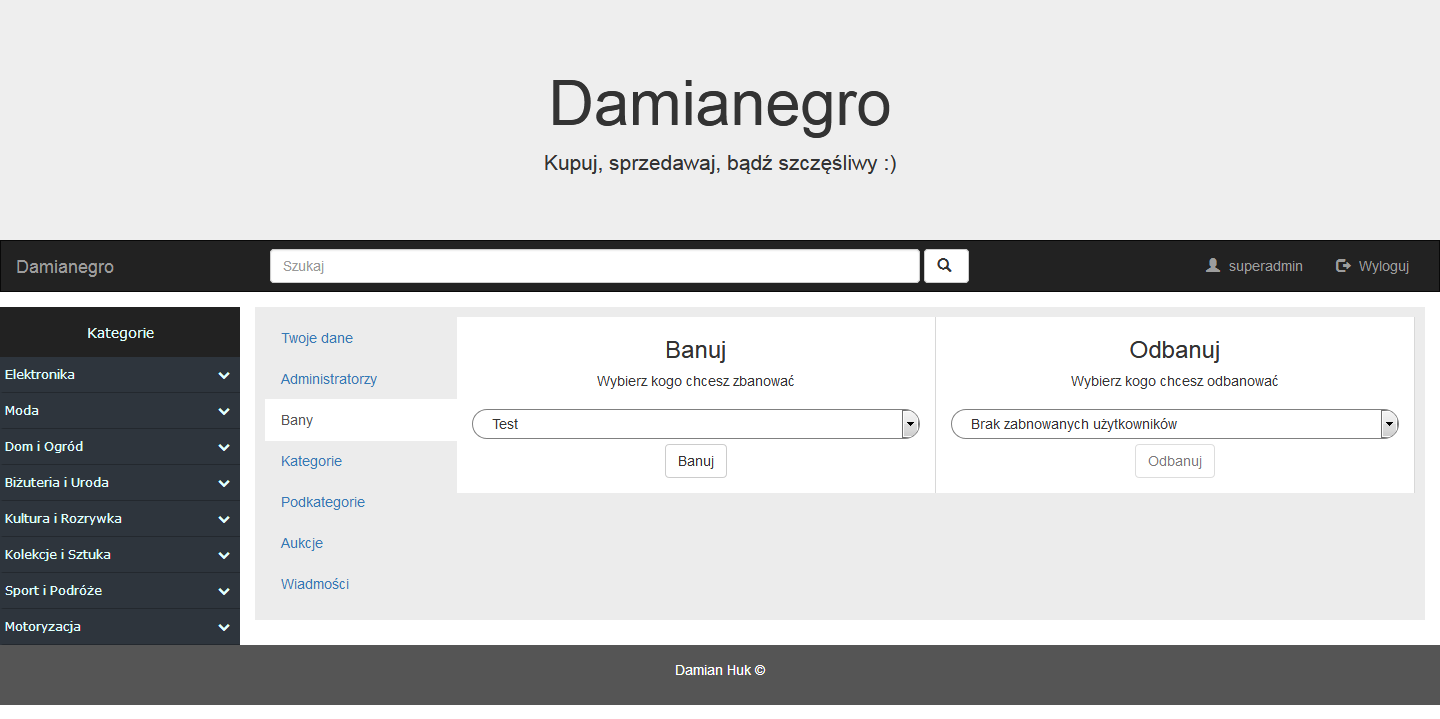 Damianegro
Kupuj, sprzedawaj, bądź szczęśliwy :)
Damianegro
Szukaj
superadmin
Wyloguj
Kategorie
Elektronika
Moda
Dom i Ogród
Biżuteria i Uroda
Kultura i Rozrywka
Kolekcje i Sztuka
Sport i Podróże
Motoryzacja
Twoje dane
Administratorzy
Bany
Kategorie
Podkategorie
Aukcje
Wiadmości
Banuj
Wybierz kogo chcesz zbanować
Test
Banuj
Odbanuj
Wybierz kogo chcesz odbanować
Brak zabnowanych użytkowników
Odbanuj
Damian Huk ©